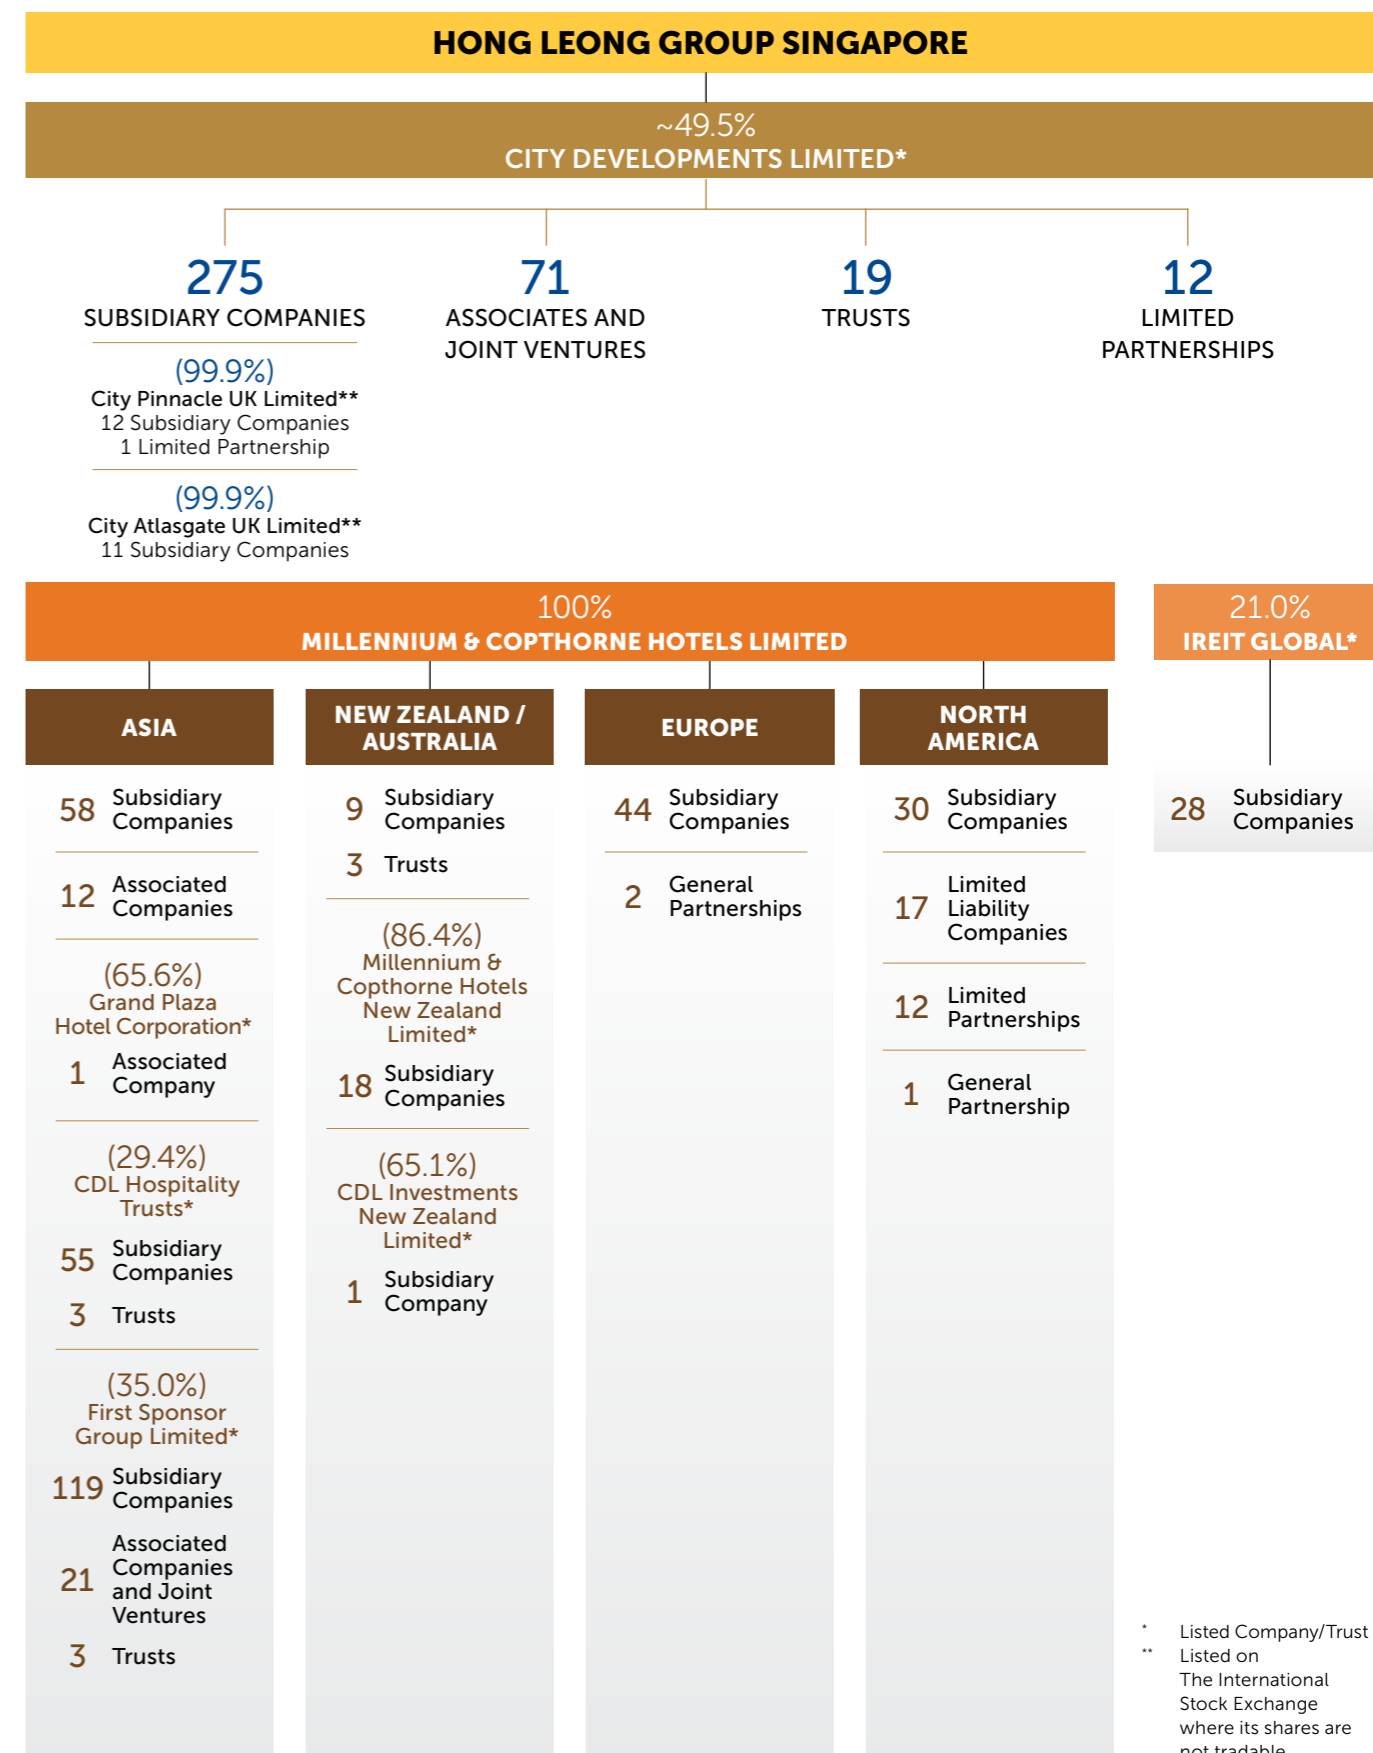 HONG LEONG GROUP SINGAPORE
~49.5%
CITY DEVELOPMENTS LIMITED*
275
SUBSIDIARY COMPANIES
(99.9%)
City Pinnacle UK Limited**
12 Subsidiary Companies
1 Limited Partnership
(99.9%)
City Atlasgate UK Limited**
11 Subsidiary Companies
71
ASSOCIATES AND
JOINT VENTURES
19
TRUSTS
12
LIMITED
PARTNERSHIPS
100%
MILLENNIUM & COPTHORNE HOTELS LIMITED
ASIA
58 Subsidiary
Companies
12 Associated
Companies
(65.6%)
Grand Plaza
Hotel Corporation*
1 Associated
Company
(29.4%)
CDL Hospitality
Trusts*
55 Subsidiary
Companies
3 Trusts
(35.0%)
First Sponsor
Group Limited*
119 Subsidiary
Companies
21 Associated
Companies
and Joint
Ventures
3 Trusts
NEW ZEALAND /
AUSTRALIA
9 Subsidiary
Companies
3 Trusts
(86.4%)
Millennium &
Copthorne Hotels
New Zealand
Limited*
18 Subsidiary
Companies
(65.1%)
CDL Investments
New Zealand
Limited*
1 Subsidiary
Company
EUROPE
44 Subsidiary
Companies
2 General
Partnerships
NORTH
AMERICA
30 Subsidiary
Companies
17 Limited
Liability
Companies
12 Limited
Partnerships
1 General
Partnership
21.0%
IREIT GLOBAL*
28 Subsidiary
Companies
* Listed Company/Trust
** Listed on
The International
Stock Exchange
where its shares are
not tradable